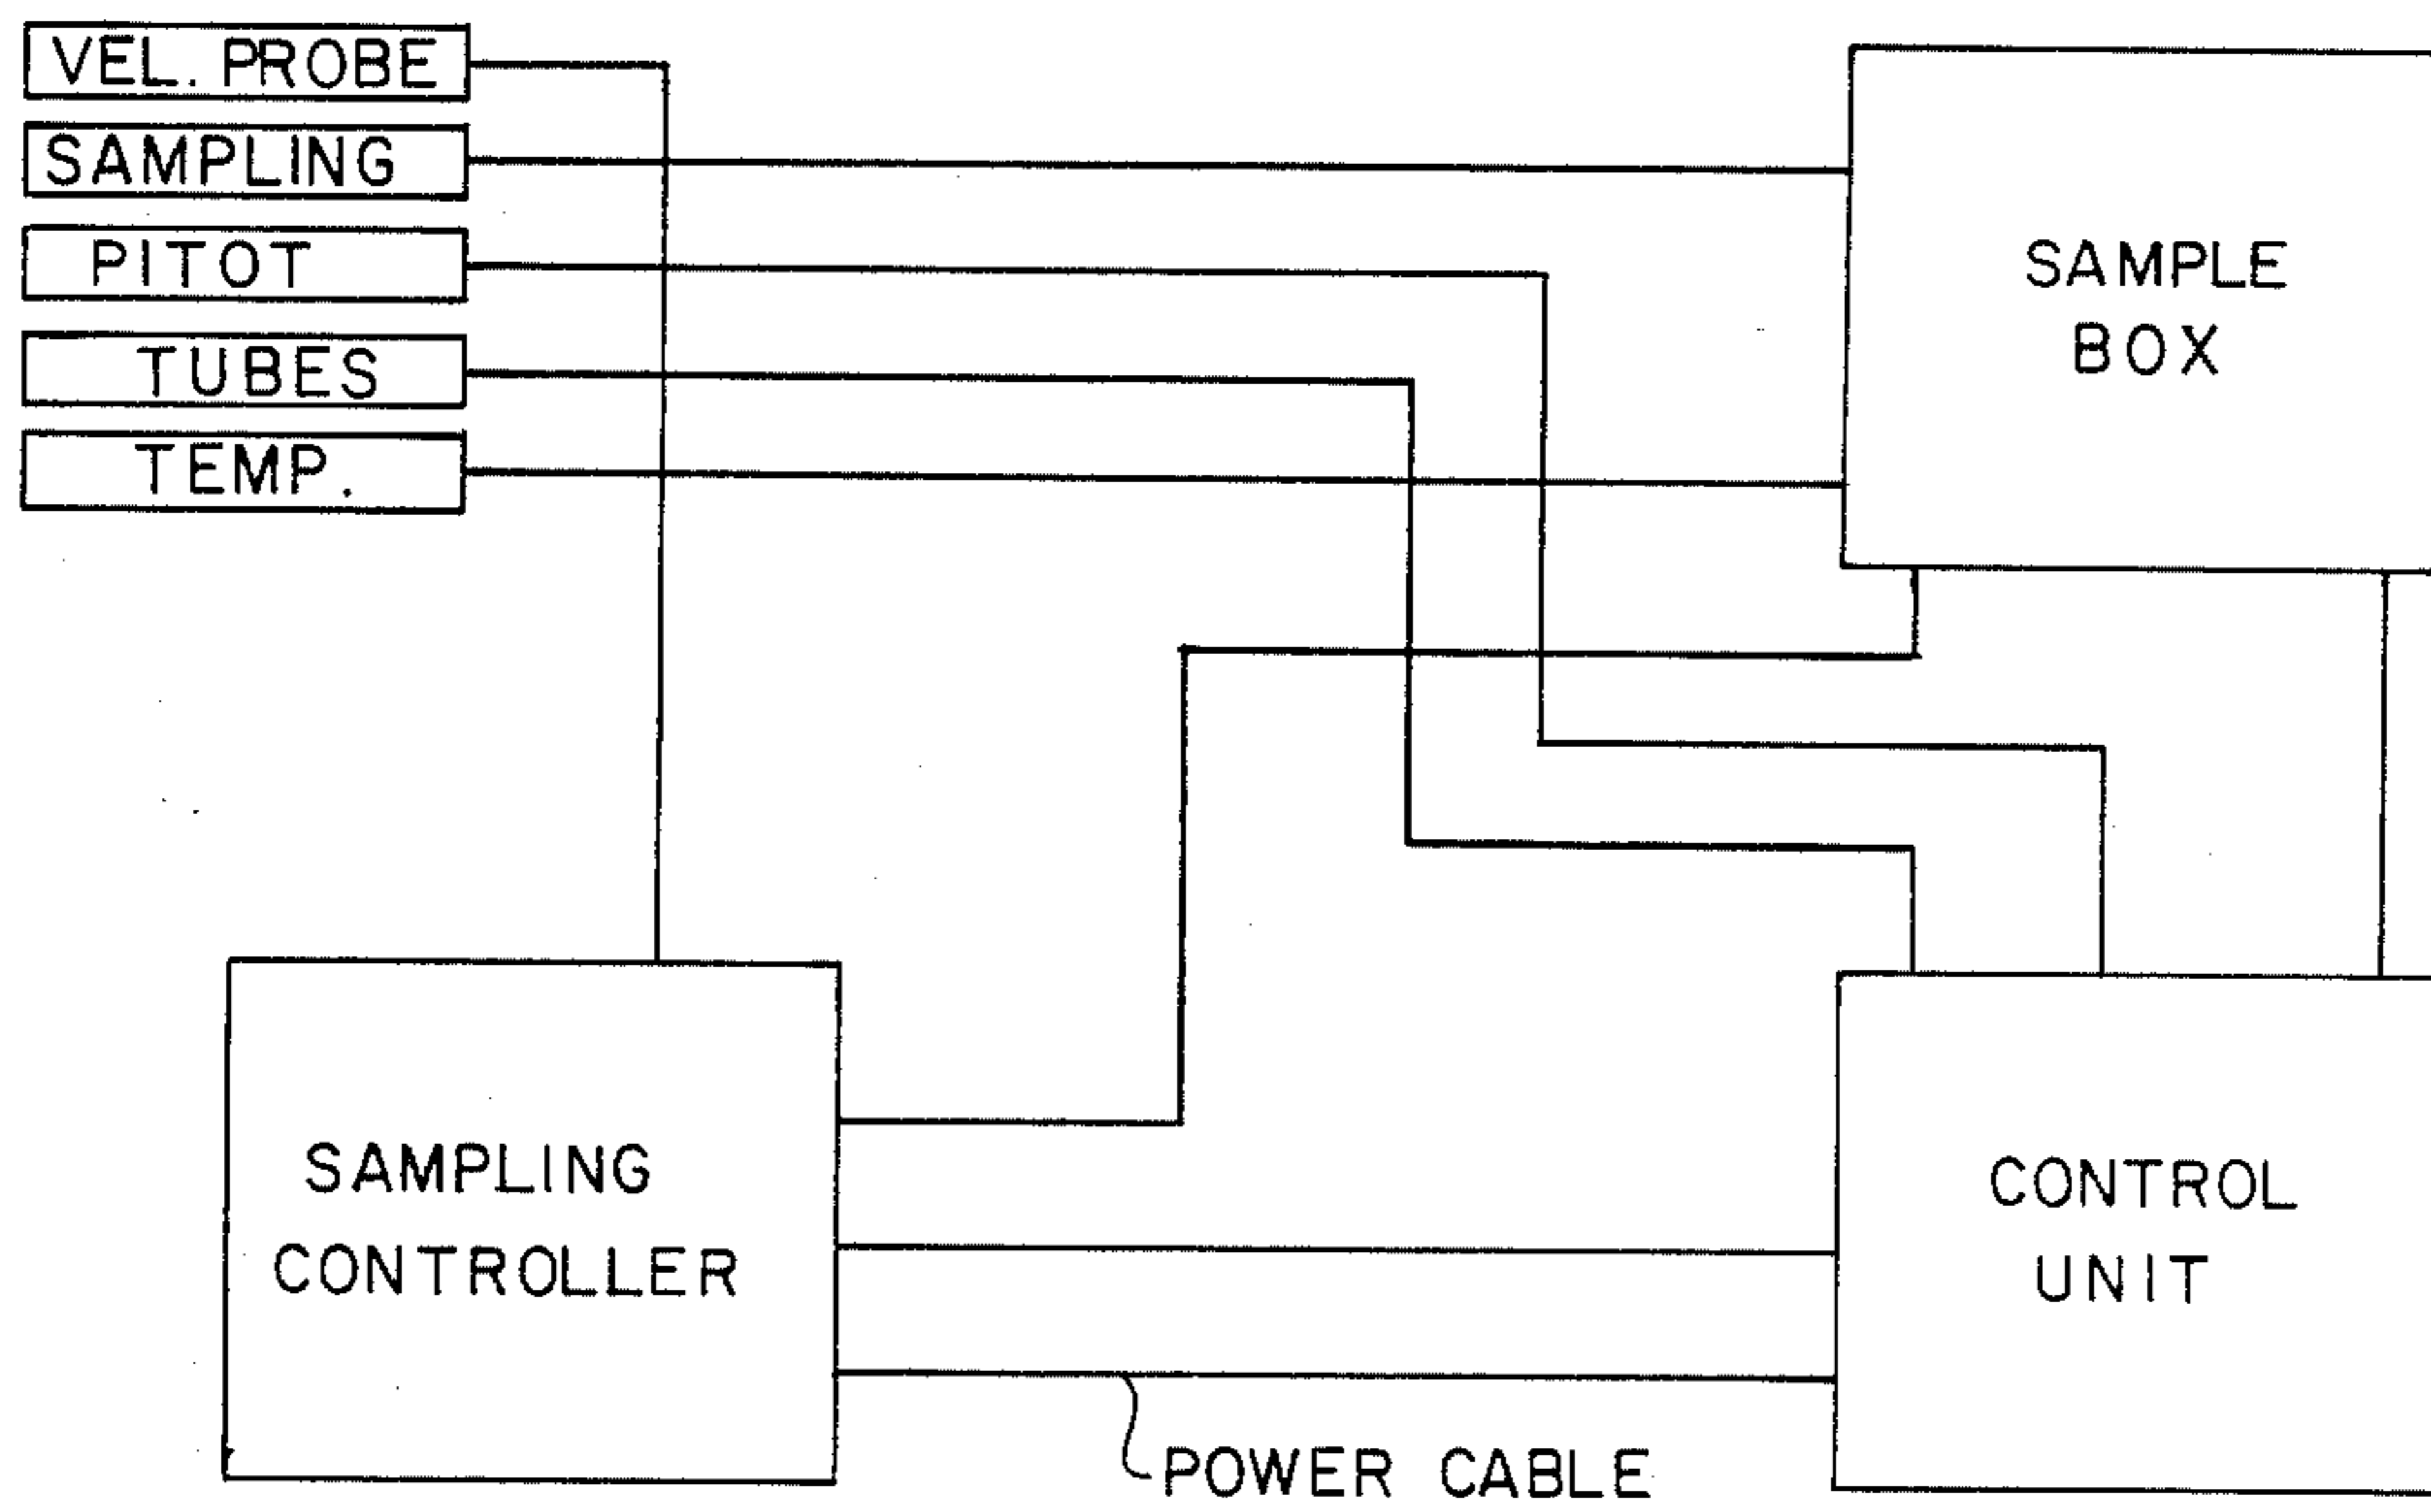 VEL. PROBE
SAMPLING
PITOT
TUBES
TEMP.
SAMPLE
BOX
SAMPLING
CONTROLLER
CONTROL
UNIT
POWER CABLE